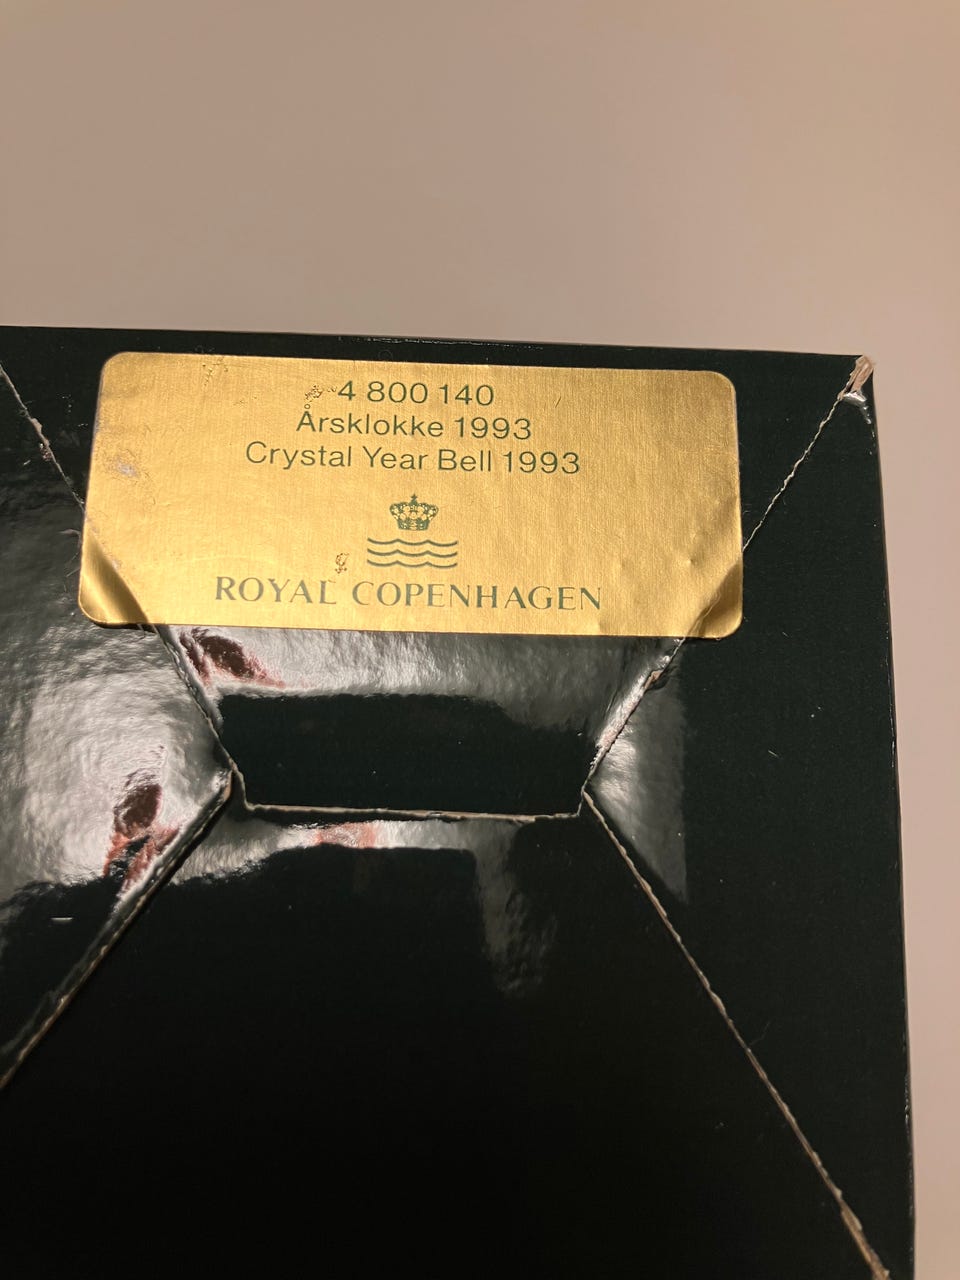 4 800 140
Årsklokke 1993
Crystal Year Bell 1993
ROYAL COPENHAGEN